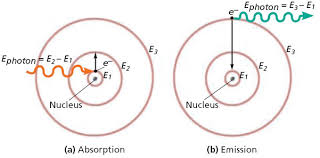 Ephoton = E2 – E1
e–
E1
E2
E3
Nucleus
(a) Absorption
e–
Ephoton = E3 – E1
E3
E2
E1
Nucleus
(b) Emission